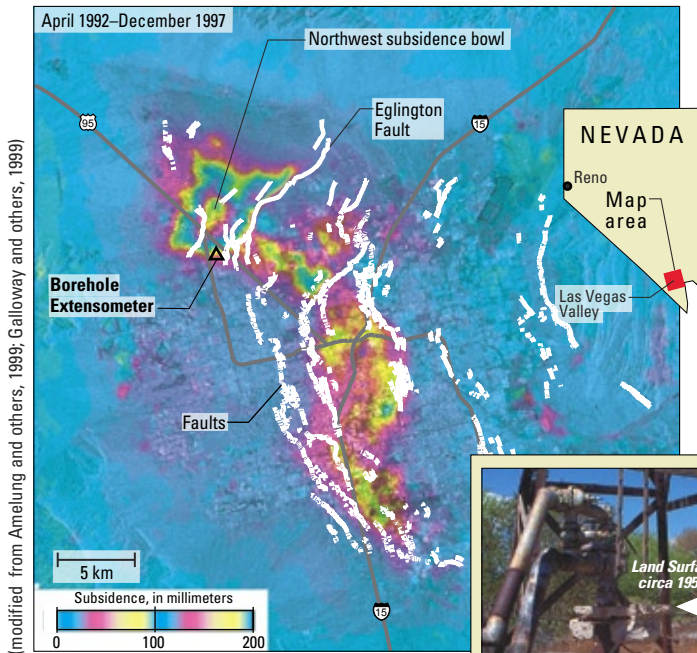 April 1992–December 1997
Northwest subsidence bowl
95
Eglington
Fault
15
NEVADA
Reno
Map
area
Las Vegas
Valley
Borehole
Extensometer
Faults
5 km
Subsidence, in millimeters
0 100 200
15
Land
circa
(modified from Amelung and others, 1999; Galloway and others, 1999)